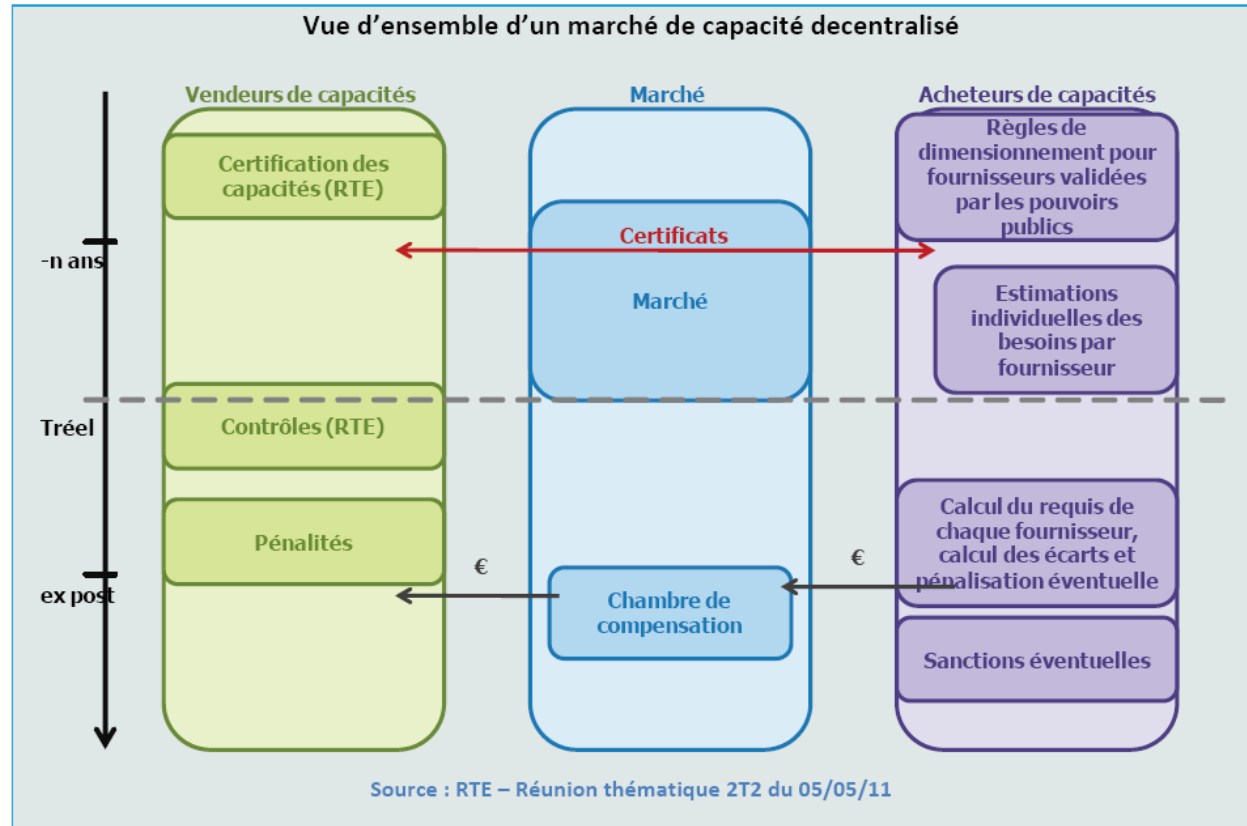 Vue d’ensemble d’un marché de capacité decentralisé
Vendeurs de capacités
Marché
Acheteurs de capacités
Certification des
capacités (RTE)
Règles de
dimensionnement pour
fournisseurs validées
par les pouvoirs
publics
-n ans
Certificats
Marché
Estimations
individuelles des
besoins par
fournisseur
Tréel
Contrôles (RTE)
Pénalités
Calcul du requis de
chaque fournisseur,
calcul des écarts et
pénalisation éventuelle
€
€
ex post
Chambre de
compensation
Sanctions éventuelles
Source : RTE – Réunion thématique 2T2 du 05/05/11